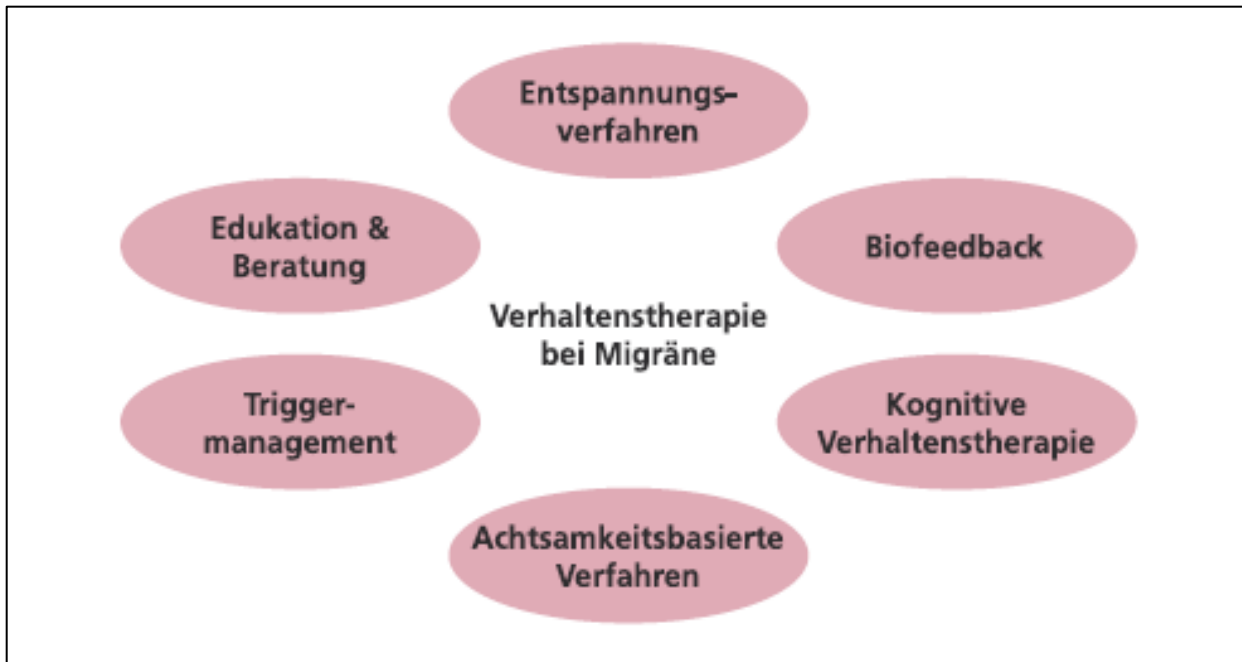 Entspannungs-
verfahren
Edukation &
Beratung
Biofeedback
Verhaltenstherapie
bei Migräne
Trigger-
management
Kognitive
Verhaltenstherapie
Achtsamkeitsbasierte
Verfahren